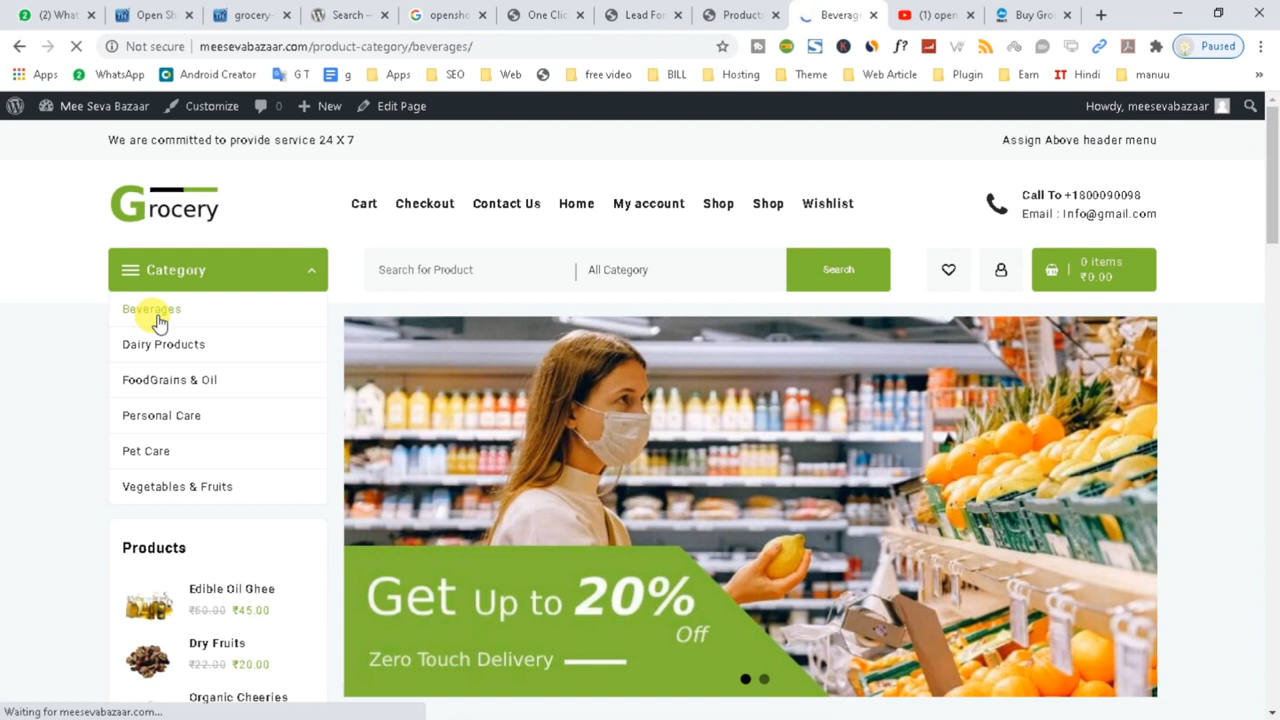 (2) What
Open Sh
grocery-
Search –
opensho
One Clic
Lead For
Product
Beverag
(1) open
Buy Gro
Not secure
meesevabazaar.com/product-category/beverages/
Paused
Apps
WhatsApp
Android Creator
G T
g
Apps
SEO
Web
free video
BILL
Hosting
Theme
Web Article
Plugin
Earn
IT Hindi
manuu
»
Mee Seva Bazaar
Customize
0
New
Edit Page
Howdy, meesevabazaar
We are committed to provide service 24 X 7
Assign Above header menu
Grocery
Cart
Checkout
Contact Us
Home
My account
Shop
Shop
Wishlist
Call To +1800090098
Email : Info@gmail.com
Category
Search for Product
All Category
Search
0 items
₹0.00
Beverages
Dairy Products
FoodGrains & Oil
Personal Care
Pet Care
Vegetables & Fruits
Products
Edible Oil Ghee
₹50.00 ₹45.00
Dry Fruits
₹22.00 ₹20.00
Organic Cheeries
Get Up to 20%
Off
Zero Touch Delivery
Waiting for meesevabazaar.com...